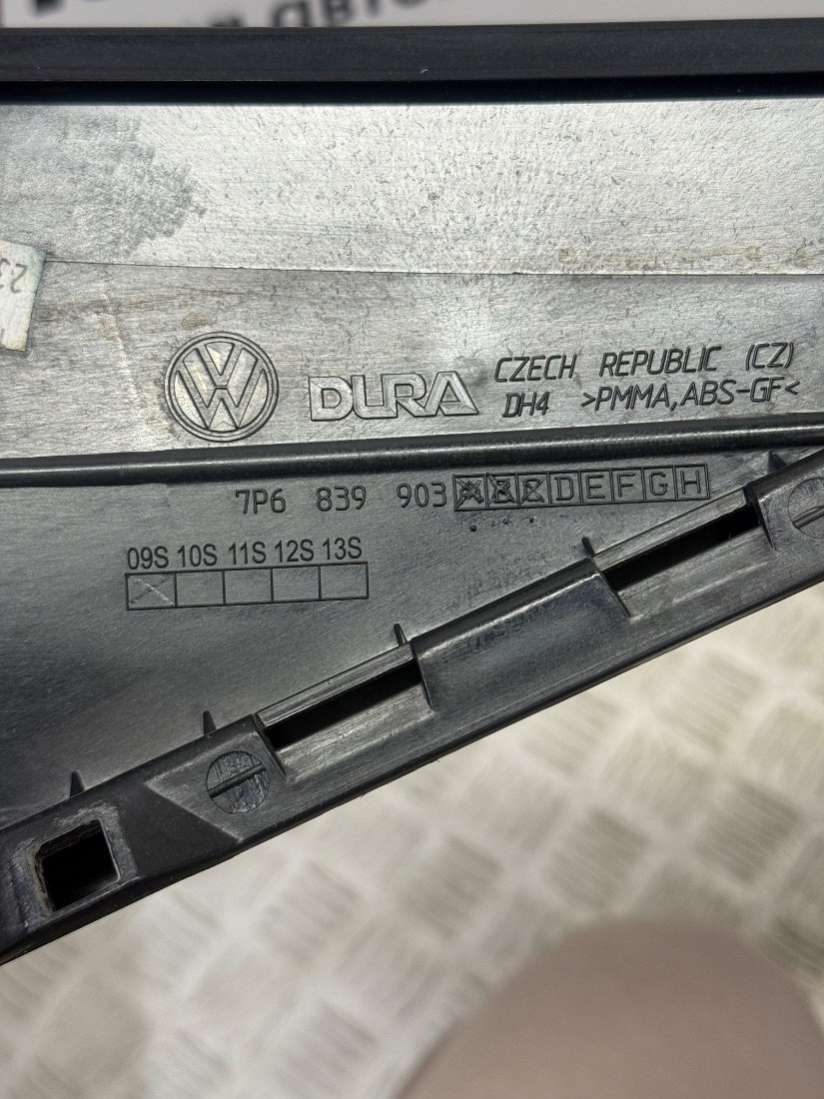 DURA
CZECH REPUBLIC (CZ)
DH4 >PMMA, ABS-GF<
7P6 839 903 A B C D E F G H
09S 10S 11S 12S 13S